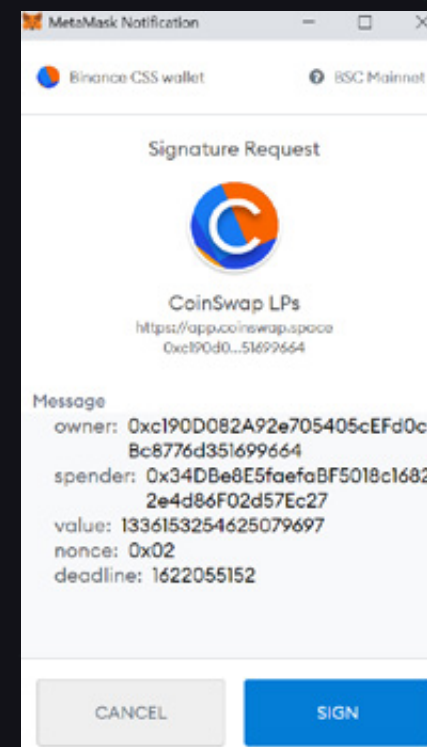 MetaMask Notification
Binance CSS wallet
BSC Mainnet
Signature Request
C
CoinSwap LPs
https://app.coinswap.space
0xc190d0...51699664
Message
owner: 0xc190D082A92e705405cEFd0c
Bc8776d351699664
spender: 0x34DBe8E5faefaBF5018c1682
2e4d86F02d57Ec27
value: 1336153254625079697
nonce: 0x02
deadline: 1622055152
CANCEL
SIGN